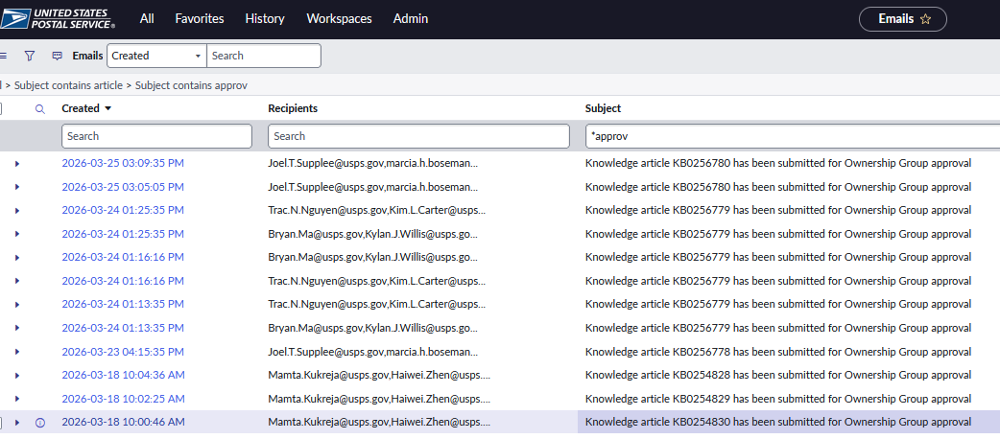 UNITED STATES POSTAL SERVICE® All Favorites History Workspaces Admin Emails
Emails Created Search
> Subject contains article > Subject contains approv
Created Recipients Subject
Search Search *approv
2026-03-25 03:09:35 PM Joel.T.Supplee@usps.gov,marcia.h.boseman... Knowledge article KB0256780 has been submitted for Ownership Group approval
2026-03-25 03:05:05 PM Joel.T.Supplee@usps.gov,marcia.h.boseman... Knowledge article KB0256780 has been submitted for Ownership Group approval
2026-03-24 01:25:35 PM Trac.N.Nguyen@usps.gov,Kim.L.Carter@usps... Knowledge article KB0256779 has been submitted for Ownership Group approval
2026-03-24 01:25:35 PM Bryan.Ma@usps.gov,Kylan.J.Willis@usps.go... Knowledge article KB0256779 has been submitted for Ownership Group approval
2026-03-24 01:16:16 PM Bryan.Ma@usps.gov,Kylan.J.Willis@usps.go... Knowledge article KB0256779 has been submitted for Ownership Group approval
2026-03-24 01:16:16 PM Trac.N.Nguyen@usps.gov,Kim.L.Carter@usps... Knowledge article KB0256779 has been submitted for Ownership Group approval
2026-03-24 01:13:35 PM Trac.N.Nguyen@usps.gov,Kim.L.Carter@usps... Knowledge article KB0256779 has been submitted for Ownership Group approval
2026-03-24 01:13:35 PM Bryan.Ma@usps.gov,Kylan.J.Willis@usps.go... Knowledge article KB0256779 has been submitted for Ownership Group approval
2026-03-23 04:15:35 PM Joel.T.Supplee@usps.gov,marcia.h.boseman... Knowledge article KB0256778 has been submitted for Ownership Group approval
2026-03-18 10:04:36 AM Mamta.Kukreja@usps.gov,Haiwei.Zhen@usps.... Knowledge article KB0254828 has been submitted for Ownership Group approval
2026-03-18 10:02:25 AM Mamta.Kukreja@usps.gov,Haiwei.Zhen@usps.... Knowledge article KB0254829 has been submitted for Ownership Group approval
2026-03-18 10:00:46 AM Mamta.Kukreja@usps.gov,Haiwei.Zhen@usps.... Knowledge article KB0254830 has been submitted for Ownership Group approval